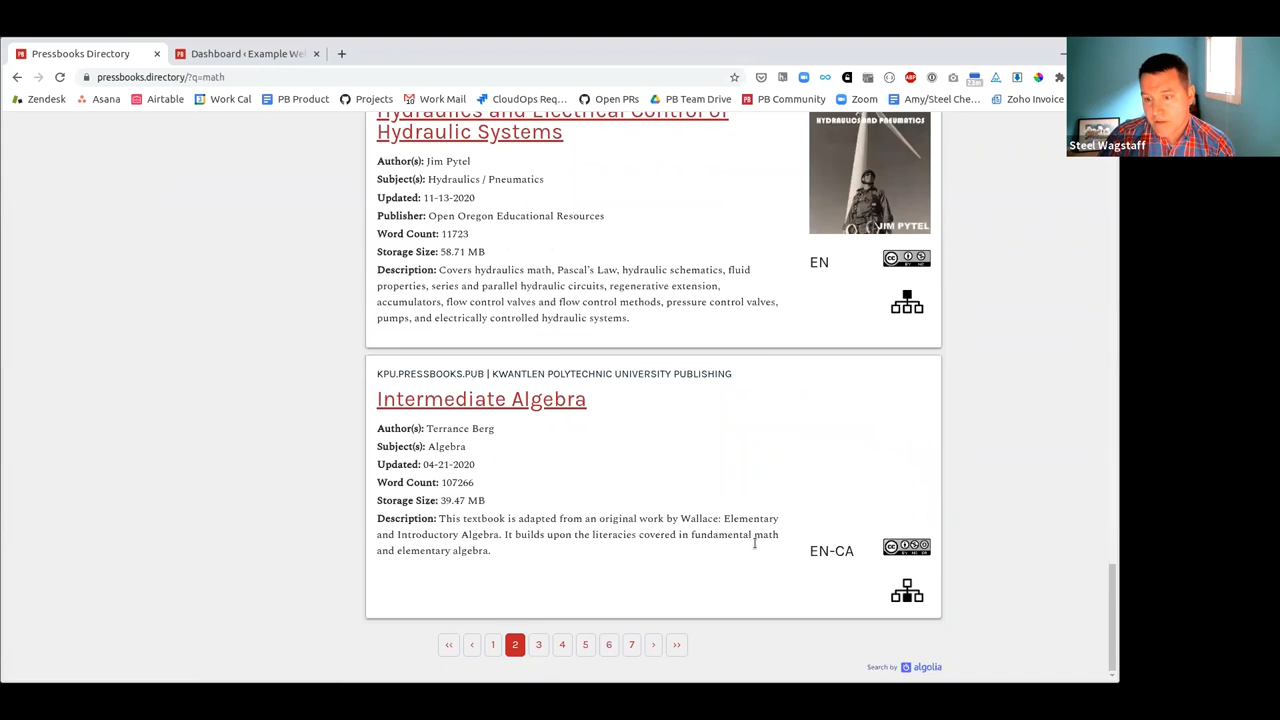 Pressbooks Directory
Dashboard ‹ Example We
pressbooks.directory/?q=math
Zendesk Asana Airtable Work Cal PB Product Projects Work Mail CloudOps Req... Open PRs PB Team Drive PB Community Zoom Amy/Steel Che... Zoho Invoice
Steel Wagstaff
Hydraulics and Electrical Control of
Hydraulic Systems
Author(s): Jim Pytel
Subject(s): Hydraulics / Pneumatics
Updated: 11-13-2020
Publisher: Open Oregon Educational Resources
Word Count: 11723
Storage Size: 58.71 MB
Description: Covers hydraulics math, Pascal's Law, hydraulic schematics, fluid
properties, series and parallel hydraulic circuits, regenerative extension,
accumulators, flow control valves and flow control methods, pressure control valves,
pumps, and electrically controlled hydraulic systems.
HYDRAULICS AND PNEUMATICS
JIM PYTEL
EN
KPU.PRESSBOOKS.PUB | KWANTLEN POLYTECHNIC UNIVERSITY PUBLISHING
Intermediate Algebra
Author(s): Terrance Berg
Subject(s): Algebra
Updated: 04-21-2020
Word Count: 107266
Storage Size: 39.47 MB
Description: This textbook is adapted from an original work by Wallace: Elementary
and Introductory Algebra. It builds upon the literacies covered in fundamental math
and elementary algebra.
EN-CA
‹‹ ‹ 1 2 3 4 5 6 7 › ››
Search by algolia